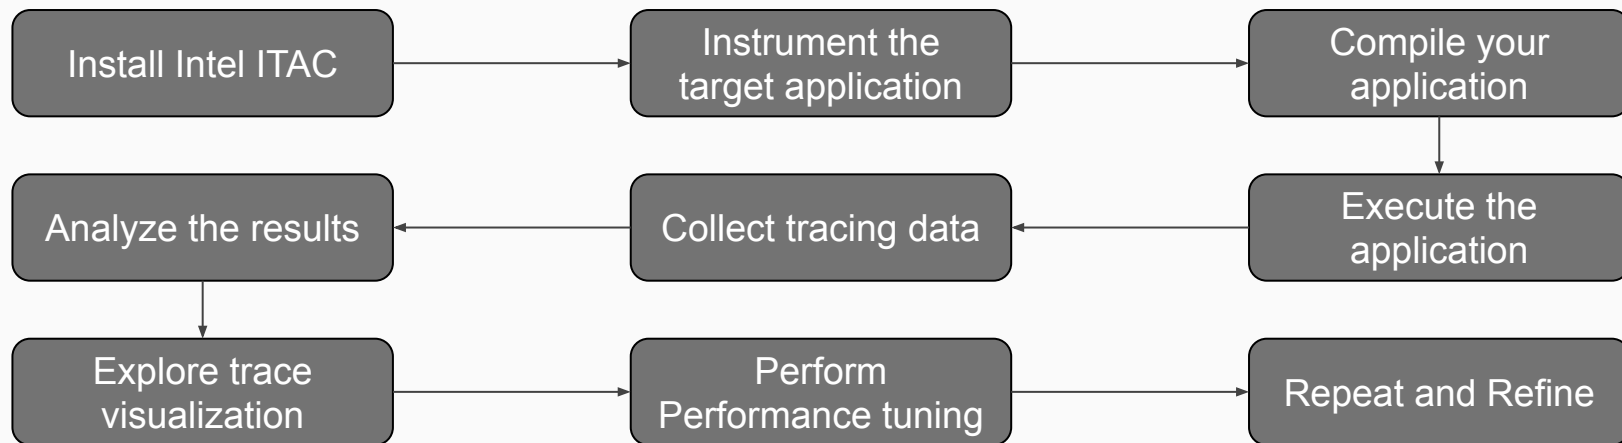 Install Intel ITAC
Instrument the
target application
Compile your
application
Execute the
application
Collect tracing data
Analyze the results
Explore trace
visualization
Perform
Performance tuning
Repeat and Refine